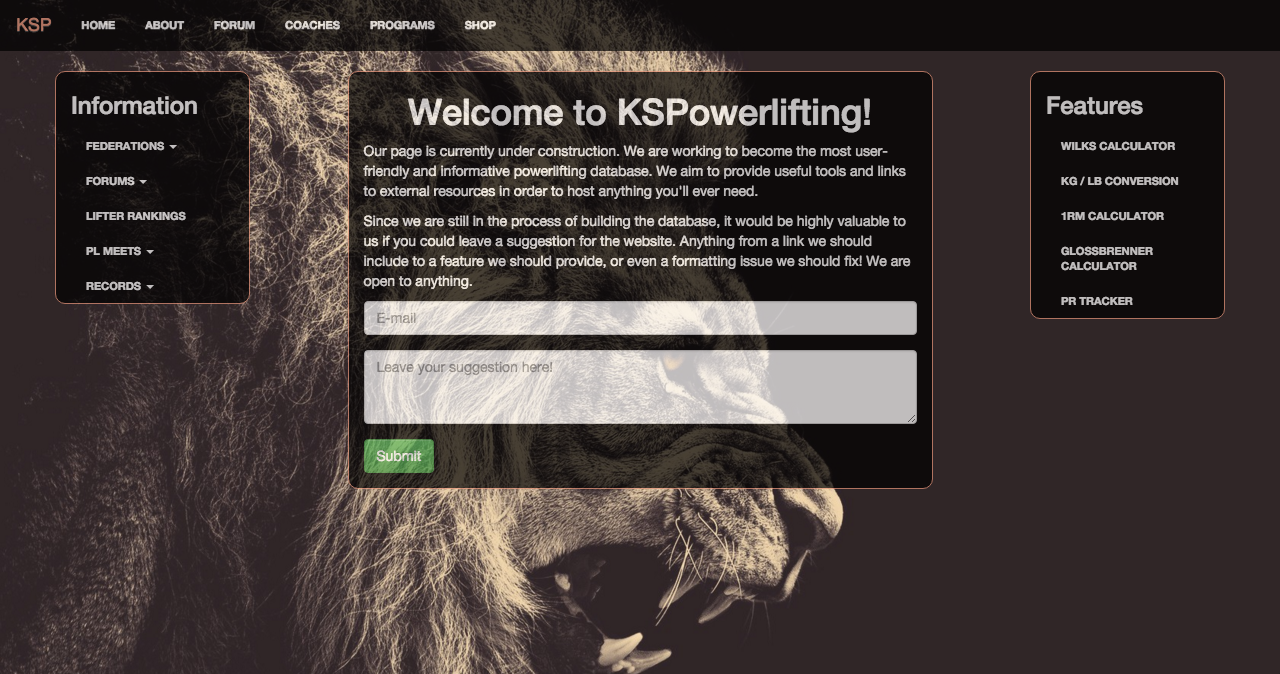 KSP HOME ABOUT FORUM COACHES PROGRAMS SHOP
Information
FEDERATIONS
FORUMS
LIFTER RANKINGS
PL MEETS
RECORDS
Welcome to KSPowerlifting!
Our page is currently under construction. We are working to become the most user-
friendly and informative powerlifting database. We aim to provide useful tools and links
to external resources in order to host anything you'll ever need.
Since we are still in the process of building the database, it would be highly valuable to
us if you could leave a suggestion for the website. Anything from a link we should
include to a feature we should provide, or even a formatting issue we should fix! We are
open to anything.
E-mail
Leave your suggestion here!
Submit
Features
WILKS CALCULATOR
KG / LB CONVERSION
1RM CALCULATOR
GLOSSBRENNER
CALCULATOR
PR TRACKER